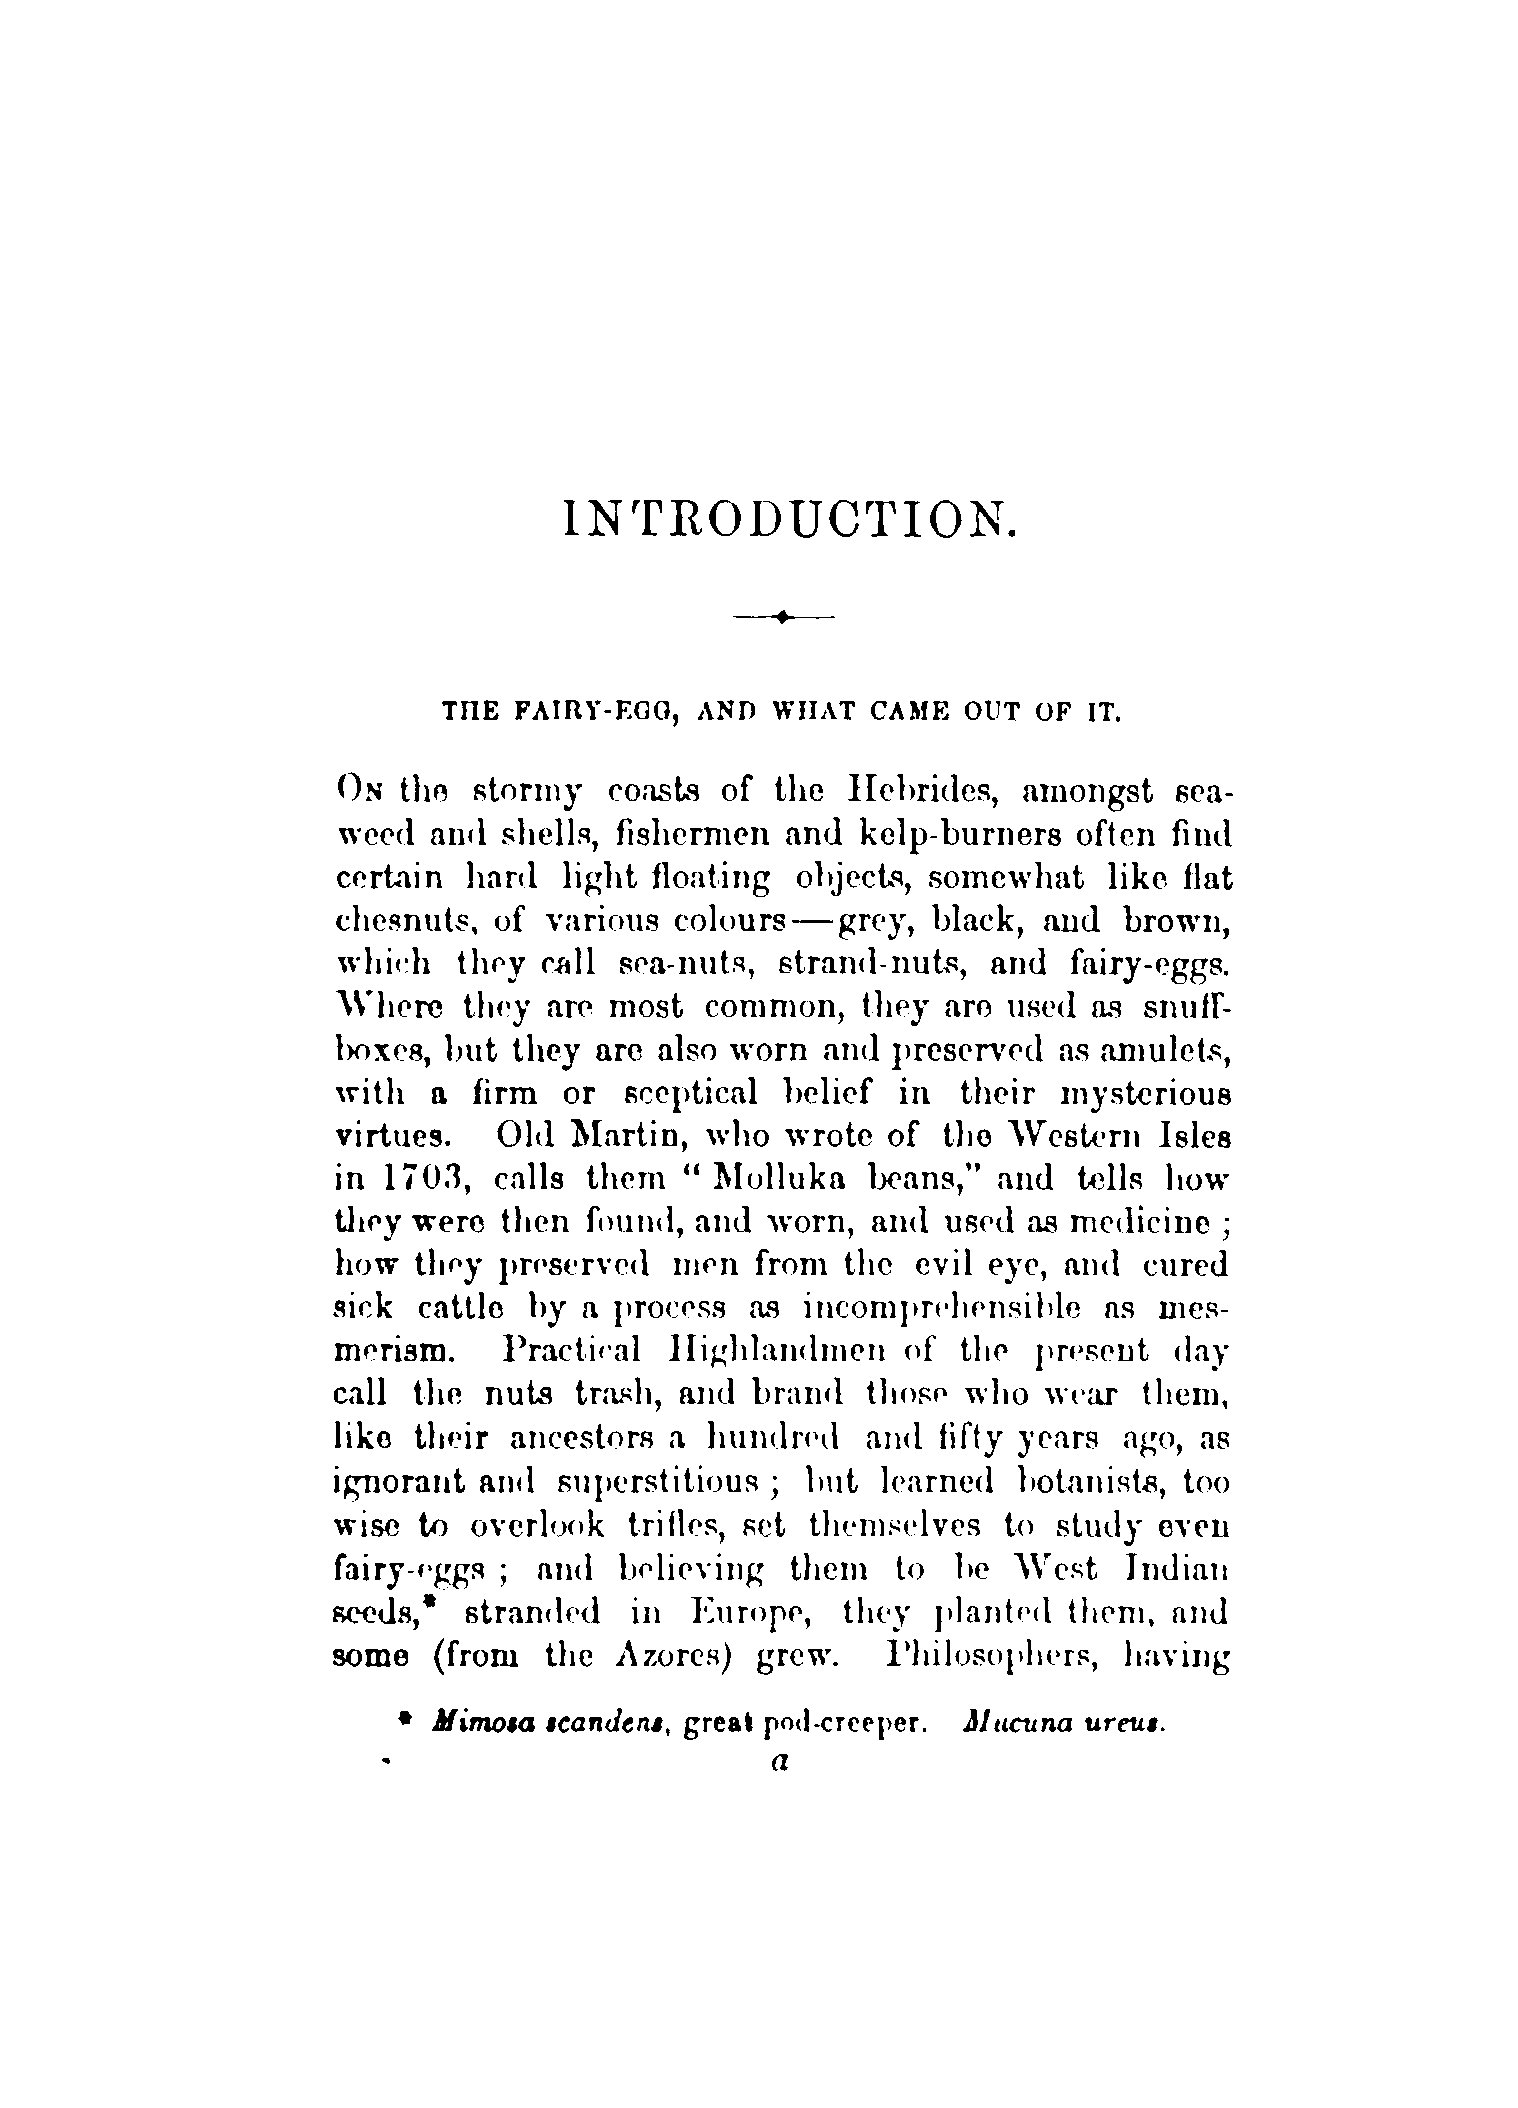 INTRODUCTION.
THE FAIRY-EGG, AND WHAT CAME OUT OF IT.
ON the stormy coasts of the Hebrides, amongst sea-
weed and shells, fishermen and kelp-burners often find
certain hard light floating objects, somewhat like flat
chesnuts, of various colours—grey, black, and brown,
which they call sea-nuts, strand-nuts, and fairy-eggs.
Where they are most common, they are used as snuff-
boxes, but they are also worn and preserved as amulets,
with a firm or sceptical belief in their mysterious
virtues. Old Martin, who wrote of the Western Isles
in 1703, calls them “ Molluka beans,” and tells how
they were then found, and worn, and used as medicine ;
how they preserved men from the evil eye, and cured
sick cattle by a process as incomprehensible as mes-
merism. Practical Highlandmen of the present day
call the nuts trash, and brand those who wear them,
like their ancestors a hundred and fifty years ago, as
ignorant and superstitious ; but learned botanists, too
wise to overlook trifles, set themselves to study even
fairy-eggs ; and believing them to be West Indian
seeds,* stranded in Europe, they planted them, and
some (from the Azores) grew. Philosophers, having
* Mimosa scandens, great pod-creeper. Mucuna ureus.
a